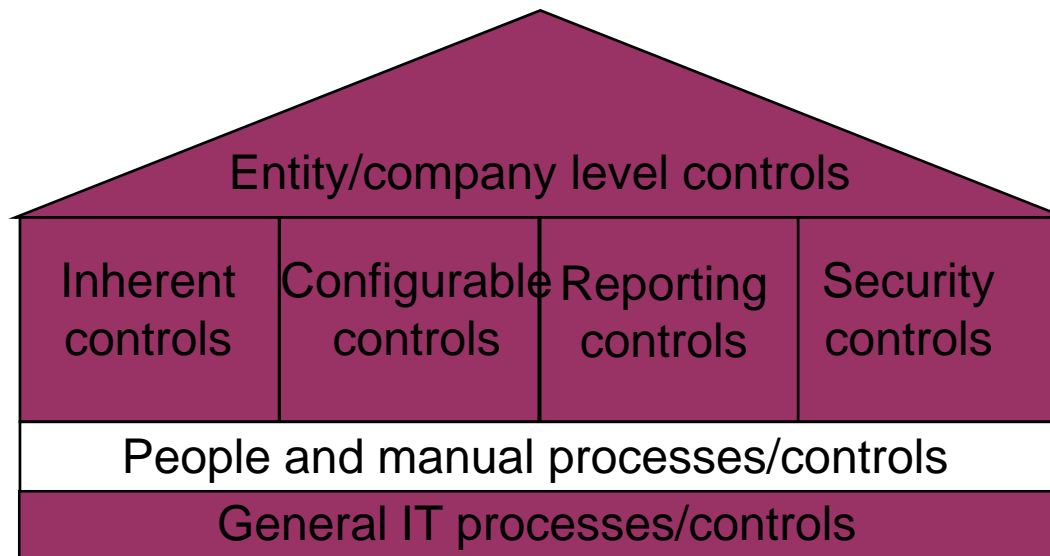 Entity/company level controls
Inherent
controls
Configurable
controls
Reporting
controls
Security
controls
People and manual processes/controls
General IT processes/controls